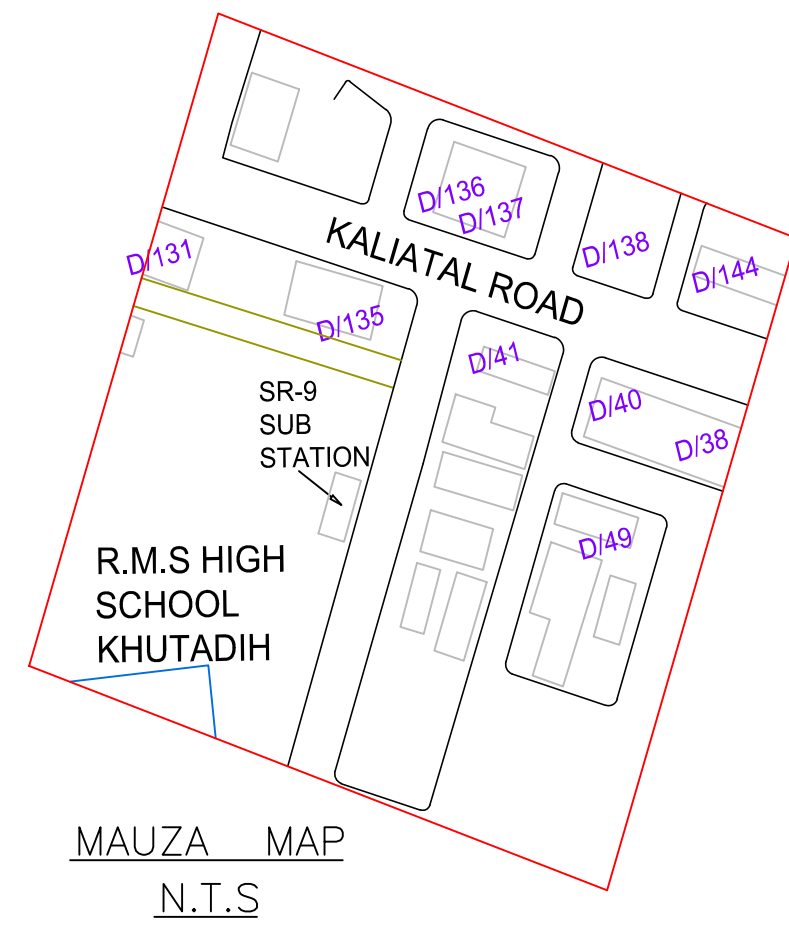 D/136
D/137
D/138
D/144
D/131
KALIATAL ROAD
D/135
D/41
D/40
D/38
SR-9
SUB
STATION
D/49
R.M.S HIGH
SCHOOL
KHUTADIH
MAUZA MAP
N.T.S